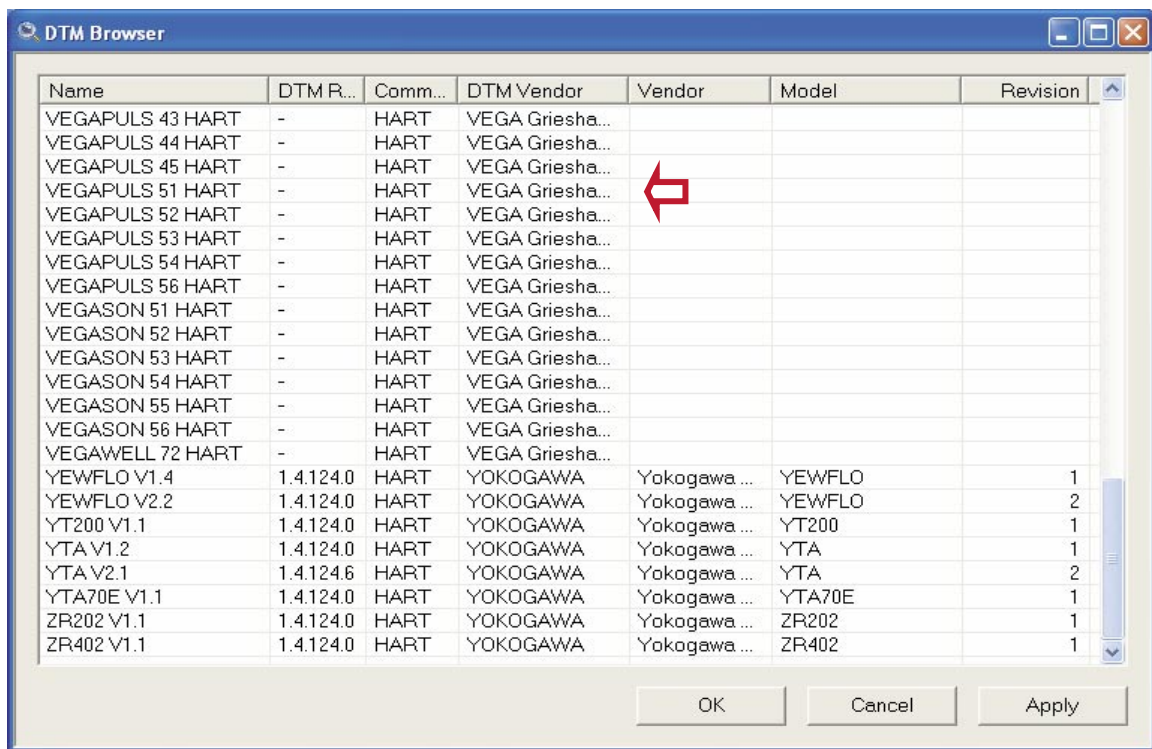 DTM Browser
Name DTM R... Comm... DTM Vendor Vendor Model Revision
VEGAPULS 43 HART - HART VEGA Griesha...
VEGAPULS 44 HART - HART VEGA Griesha...
VEGAPULS 45 HART - HART VEGA Griesha...
VEGAPULS 51 HART - HART VEGA Griesha...
VEGAPULS 52 HART - HART VEGA Griesha...
VEGAPULS 53 HART - HART VEGA Griesha...
VEGAPULS 54 HART - HART VEGA Griesha...
VEGAPULS 56 HART - HART VEGA Griesha...
VEGASON 51 HART - HART VEGA Griesha...
VEGASON 52 HART - HART VEGA Griesha...
VEGASON 53 HART - HART VEGA Griesha...
VEGASON 54 HART - HART VEGA Griesha...
VEGASON 55 HART - HART VEGA Griesha...
VEGASON 56 HART - HART VEGA Griesha...
VEGAWELL 72 HART - HART VEGA Griesha...
YEWFLO V1.4 1.4.124.0 HART YOKOGAWA Yokogawa ... YEWFLO 1
YEWFLO V2.2 1.4.124.0 HART YOKOGAWA Yokogawa ... YEWFLO 2
YT200 V1.1 1.4.124.0 HART YOKOGAWA Yokogawa ... YT200 1
YTA V1.2 1.4.124.0 HART YOKOGAWA Yokogawa ... YTA 1
YTA V2.1 1.4.124.6 HART YOKOGAWA Yokogawa ... YTA 2
YTA70E V1.1 1.4.124.0 HART YOKOGAWA Yokogawa ... YTA70E 1
ZR202 V1.1 1.4.124.0 HART YOKOGAWA Yokogawa ... ZR202 1
ZR402 V1.1 1.4.124.0 HART YOKOGAWA Yokogawa ... ZR402 1
OK Cancel Apply